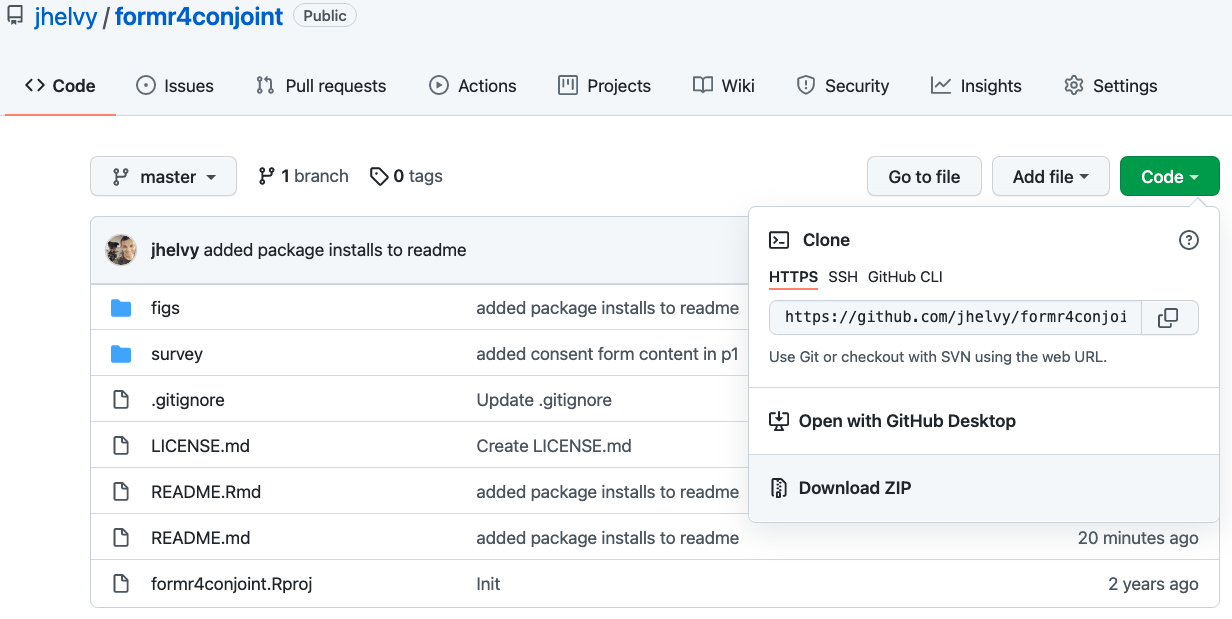 jhelvy / formr4conjoint Public
Code Issues Pull requests Actions Projects Wiki Security Insights Settings
master 1 branch 0 tags Go to file Add file Code
jhelvy added package installs to readme
Clone
HTTPS SSH GitHub CLI
https://github.com/jhelvy/formr4conjoi
Use Git or checkout with SVN using the web URL.
Open with GitHub Desktop
Download ZIP
figs added package installs to readme
survey added consent form content in p1
.gitignore Update .gitignore
LICENSE.md Create LICENSE.md
README.Rmd added package installs to readme
README.md added package installs to readme 20 minutes ago
formr4conjoint.Rproj Init 2 years ago